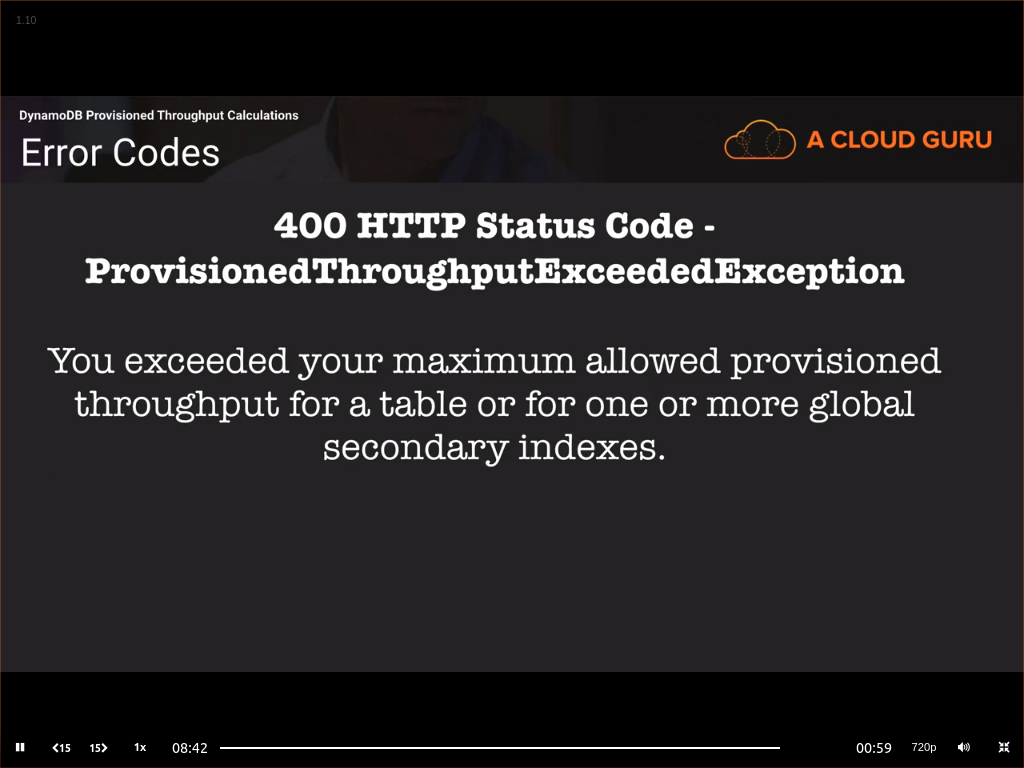 1.10
DynamoDB Provisioned Throughput Calculations
Error Codes
A CLOUD GURU
400 HTTP Status Code -
ProvisionedThroughputExceededException
You exceeded your maximum allowed provisioned
throughput for a table or for one or more global
secondary indexes.
15 15 1x 08:42 00:59 720p